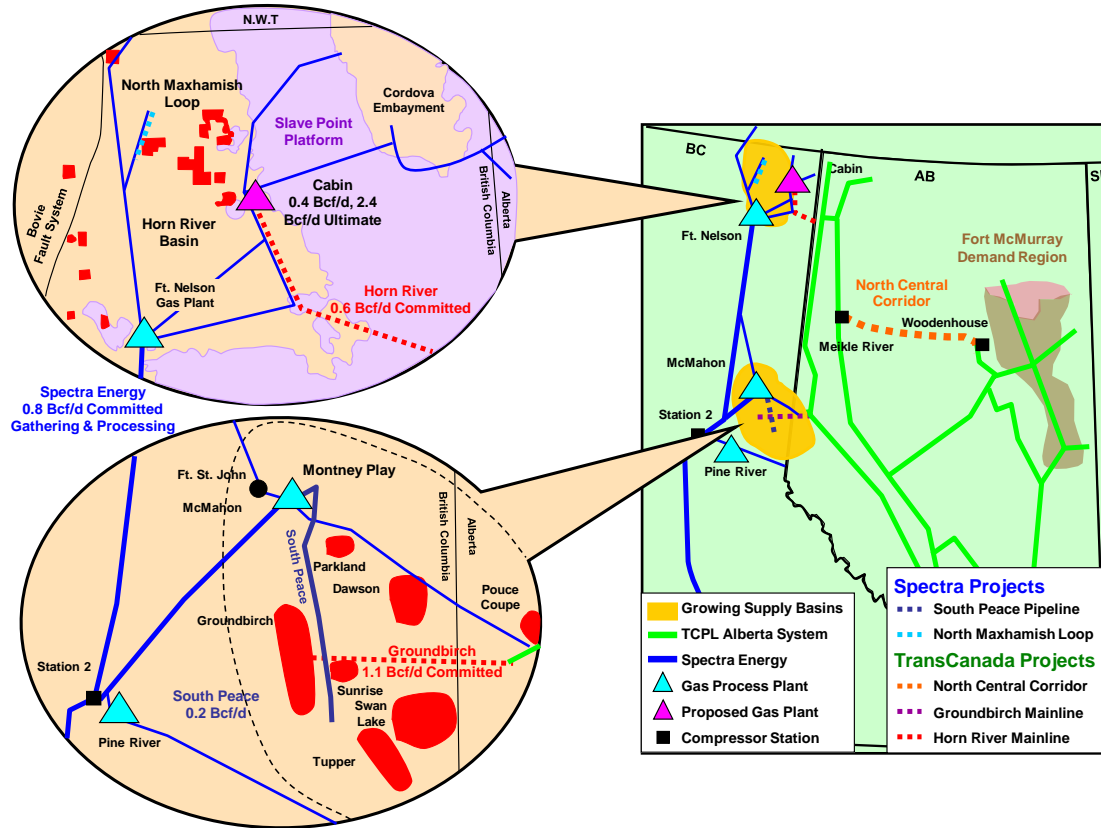 N.W.T
North Maxhamish
Loop
Cordova
Embayment
Slave Point
Platform
Bovie
Fault System
Cabin
0.4 Bcf/d, 2.4
Bcf/d Ultimate
British Columbia
Alberta
Horn River
Basin
Ft. Nelson
Gas Plant
Horn River
0.6 Bcf/d Committed
Spectra Energy
0.8 Bcf/d Committed
Gathering & Processing
Ft. St. John
Montney Play
McMahon
South Peace
British Columbia
Alberta
Parkland
Dawson
Pouce
Coupe
Groundbirch
Groundbirch
1.1 Bcf/d Committed
Station 2
South Peace
0.2 Bcf/d
Sunrise
Swan
Lake
Pine River
Tupper
BC
Cabin
AB
Ft. Nelson
Fort McMurray
Demand Region
North Central
Corridor
Woodenhouse
Meikle River
McMahon
Station 2
Pine River
Growing Supply Basins
TCPL Alberta System
Spectra Energy
Gas Process Plant
Proposed Gas Plant
Compressor Station
Spectra Projects
South Peace Pipeline
North Maxhamish Loop
TransCanada Projects
North Central Corridor
Groundbirch Mainline
Horn River Mainline